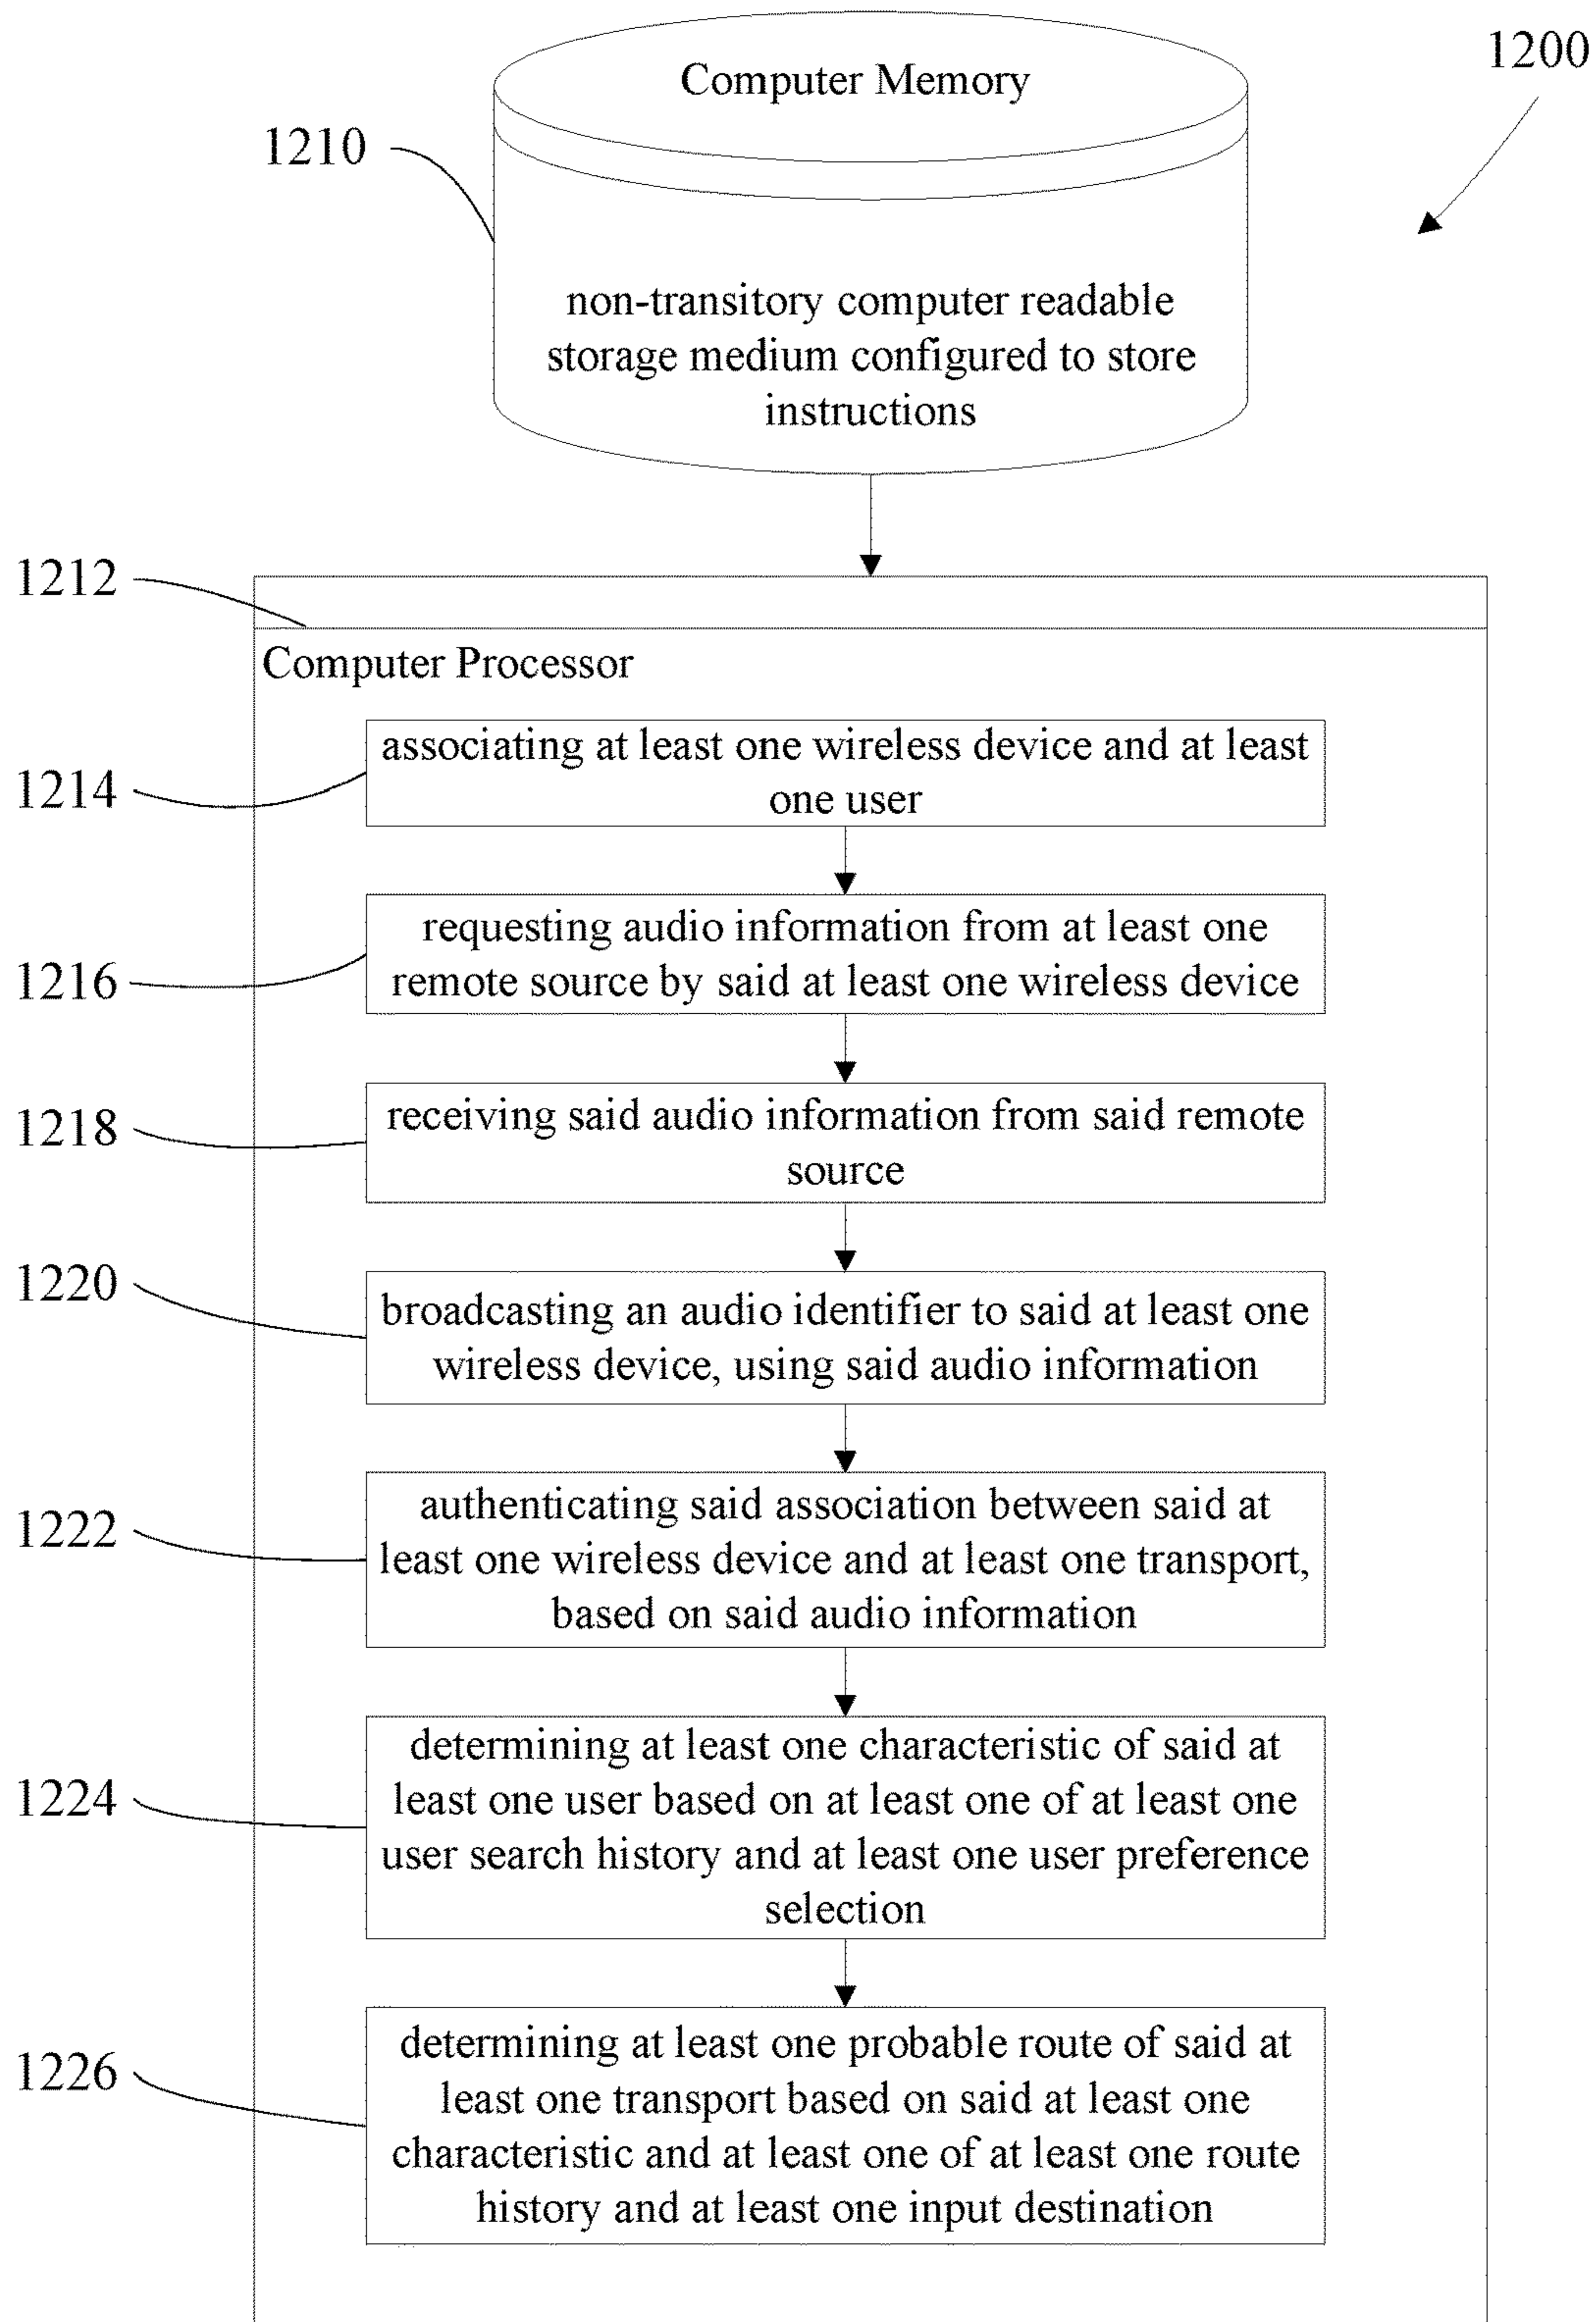 Computer Memory
1200
1210
non-transitory computer readable
storage medium configured to store
instructions
1212
Computer Processor
1214
associating at least one wireless device and at least
one user
1216
requesting audio information from at least one
remote source by said at least one wireless device
1218
receiving said audio information from said remote
source
1220
broadcasting an audio identifier to said at least one
wireless device, using said audio information
1222
authenticating said association between said at
least one wireless device and at least one transport,
based on said audio information
1224
determining at least one characteristic of said at
least one user based on at least one of at least one
user search history and at least one user preference
selection
1226
determining at least one probable route of said at
least one transport based on said at least one
characteristic and at least one of at least one route
history and at least one input destination